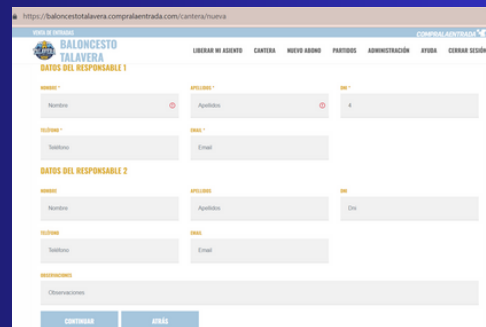 https://baloncestotalavera.compralaentrada.com/cantera/nueva
VENTA DE ENTRADAS COMPRALAENTRADA
BALONCESTO TALAVERA
LIBERAR MI ASIENTO CANTERA NUEVO ABONO PARTIDOS ADMINISTRACIÓN AYUDA CERRAR SESIÓN
DATOS DEL RESPONSABLE 1
NOMBRE * APELLIDOS * DNI *
Nombre Apellidos 4
TELÉFONO * EMAIL *
Teléfono Email
DATOS DEL RESPONSABLE 2
NOMBRE APELLIDOS DNI
Nombre Apellidos Dni
TELÉFONO EMAIL
Teléfono Email
OBSERVACIONES
Observaciones
CONTINUAR ATRÁS